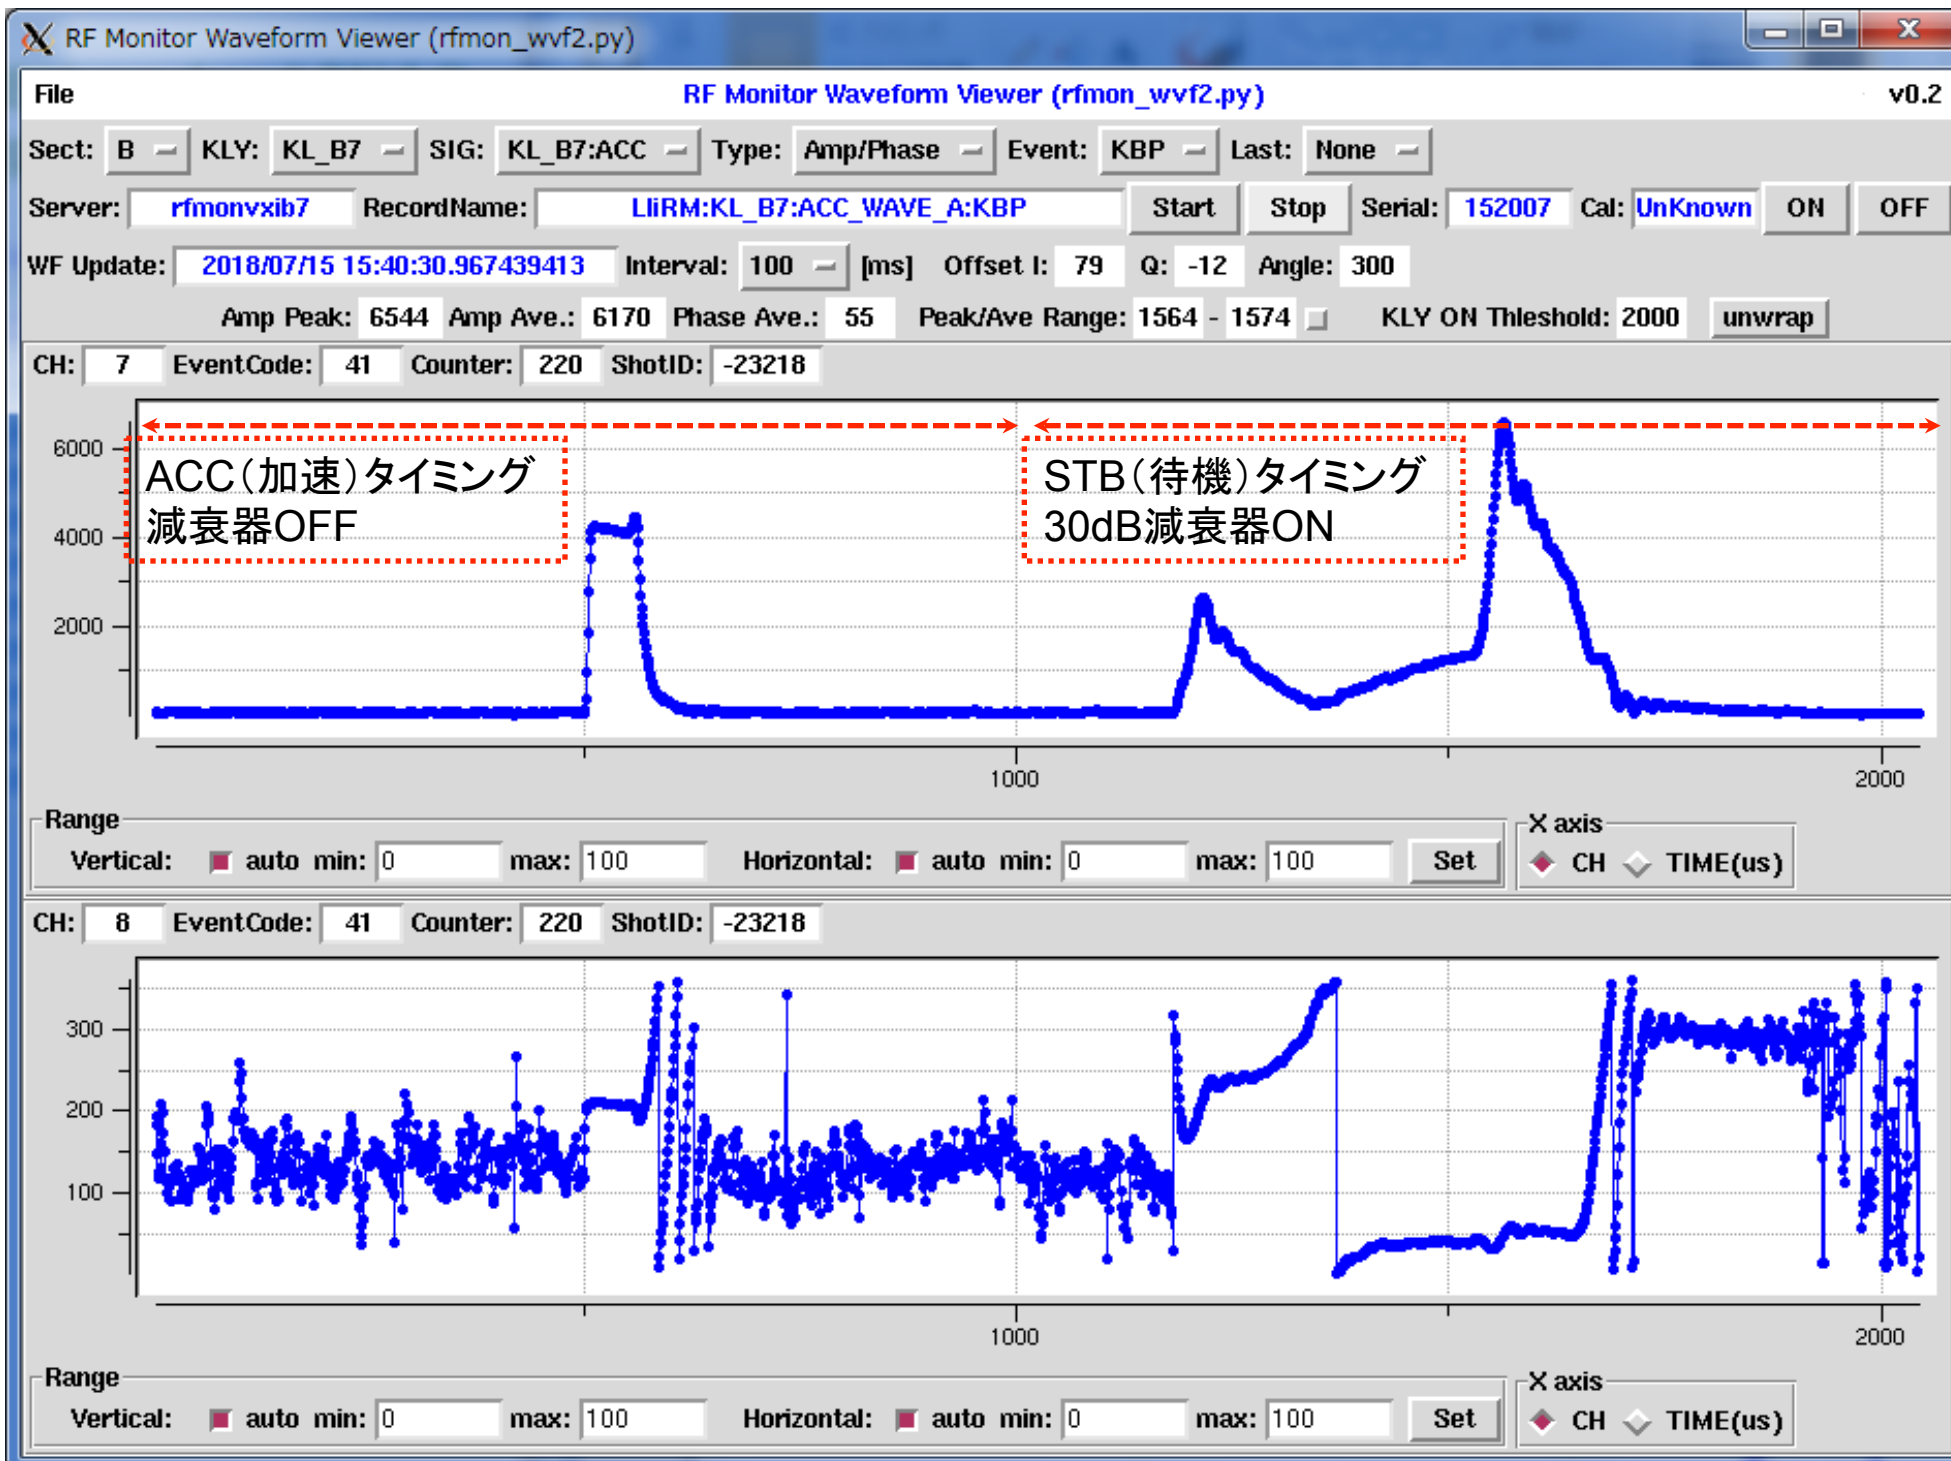 RF Monitor Waveform Viewer (rfmon_wvf2.py)
File RF Monitor Waveform Viewer (rfmon_wvf2.py) v0.2
Sect: B KLY: KL_B7 SIG: KL_B7:ACC Type: Amp/Phase Event: KBP Last: None
Server: rfmonvxib7 RecordName: LIiRM:KL_B7:ACC_WAVE_A:KBP Start Stop Serial: 152007 Cal: UnKnown ON OFF
WF Update: 2018/07/15 15:40:30.967439413 Interval: 100 [ms] Offset I: 79 Q: -12 Angle: 300
Amp Peak: 6544 Amp Ave.: 6170 Phase Ave.: 55 Peak/Ave Range: 1564 - 1574 KLY ON Thleshold: 2000 unwrap
CH: 7 EventCode: 41 Counter: 220 ShotID: -23218
6000
4000
2000
ACC（加速）タイミング
減衰器OFF
STB（待機）タイミング
30dB減衰器ON
1000 2000
Range
Vertical: auto min: 0 max: 100 Horizontal: auto min: 0 max: 100 Set
X axis
CH TIME(us)
CH: 8 EventCode: 41 Counter: 220 ShotID: -23218
300
200
100
1000 2000
Range
Vertical: auto min: 0 max: 100 Horizontal: auto min: 0 max: 100 Set
X axis
CH TIME(us)